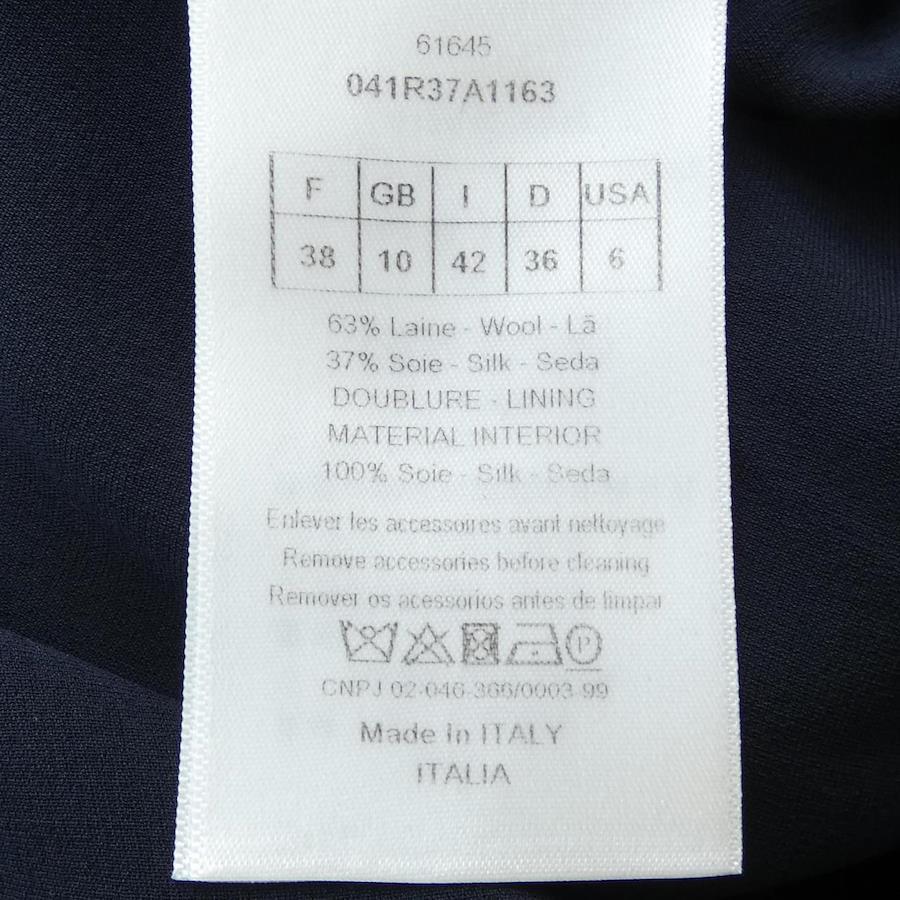 61645
041R37A1163
F GB I D USA
38 10 42 36 6
63% Laine - Wool - Lã
37% Soie - Silk - Seda
DOUBLURE - LINING
MATERIAL INTERIOR
100% Soie - Silk - Seda
Enlever les accessoires avant nettoyage
Remove accessories before cleaning
Remover os acessorios antes de limpar
P
CNPJ 02-046-366/0003-99
Made in ITALY
ITALIA